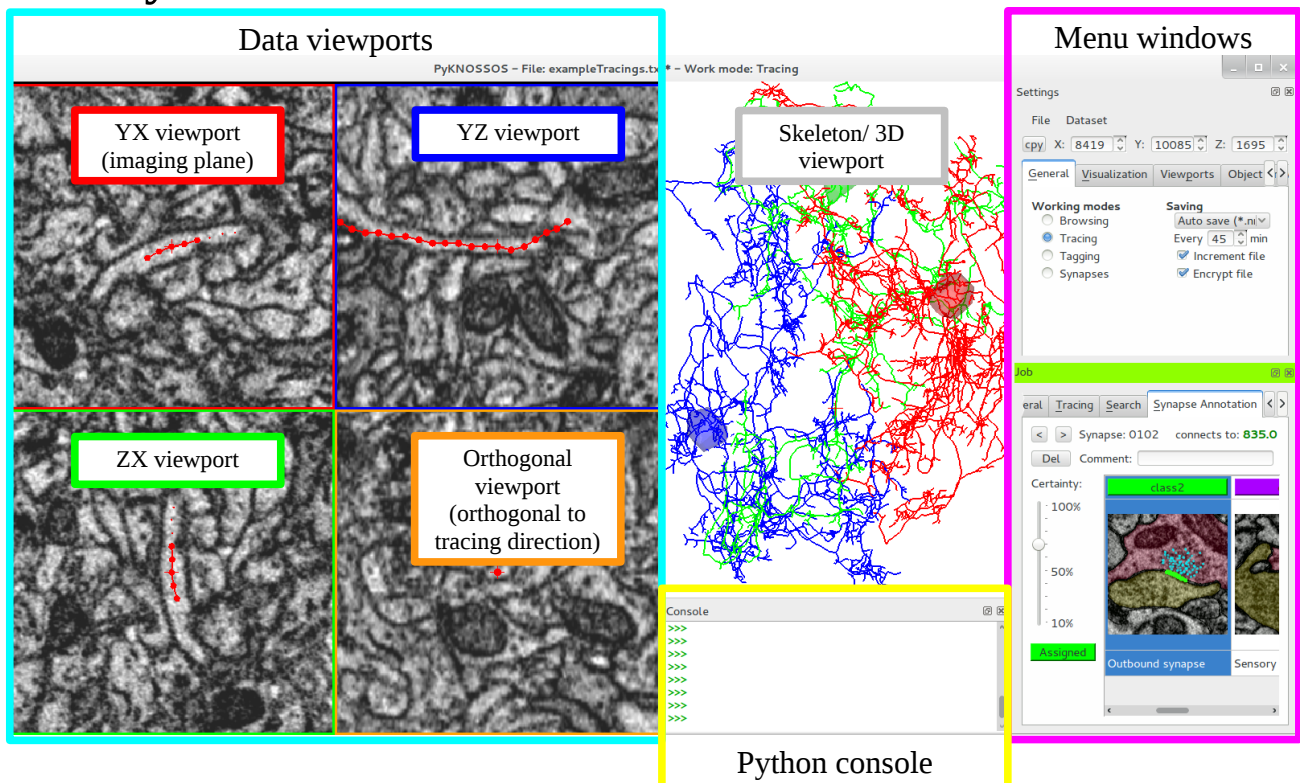 Data viewports
Menu windows
PyKNOSSOS – File: exampleTracings.tx * – Work mode: Tracing
YX viewport
(imaging plane)
YZ viewport
Skeleton/ 3D
viewport
ZX viewport
Orthogonal
viewport
(orthogonal to
tracing direction)
Settings
File Dataset
cpy X: 8419 Y: 10085 Z: 1695
General Visualization Viewports Object
Working modes Saving
Browsing Auto save (*.n
Tracing Every 45 min
Tagging Increment file
Synapses Encrypt file
Job
eral Tracing Search Synapse Annotation
< > Synapse: 0102 connects to: 835.0
Del Comment:
Certainty: class2
100%
50%
10%
Assigned
Outbound synapse Sensory
Console
>>>
>>>
>>>
>>>
>>>
>>>
>>>
>>>
Python console